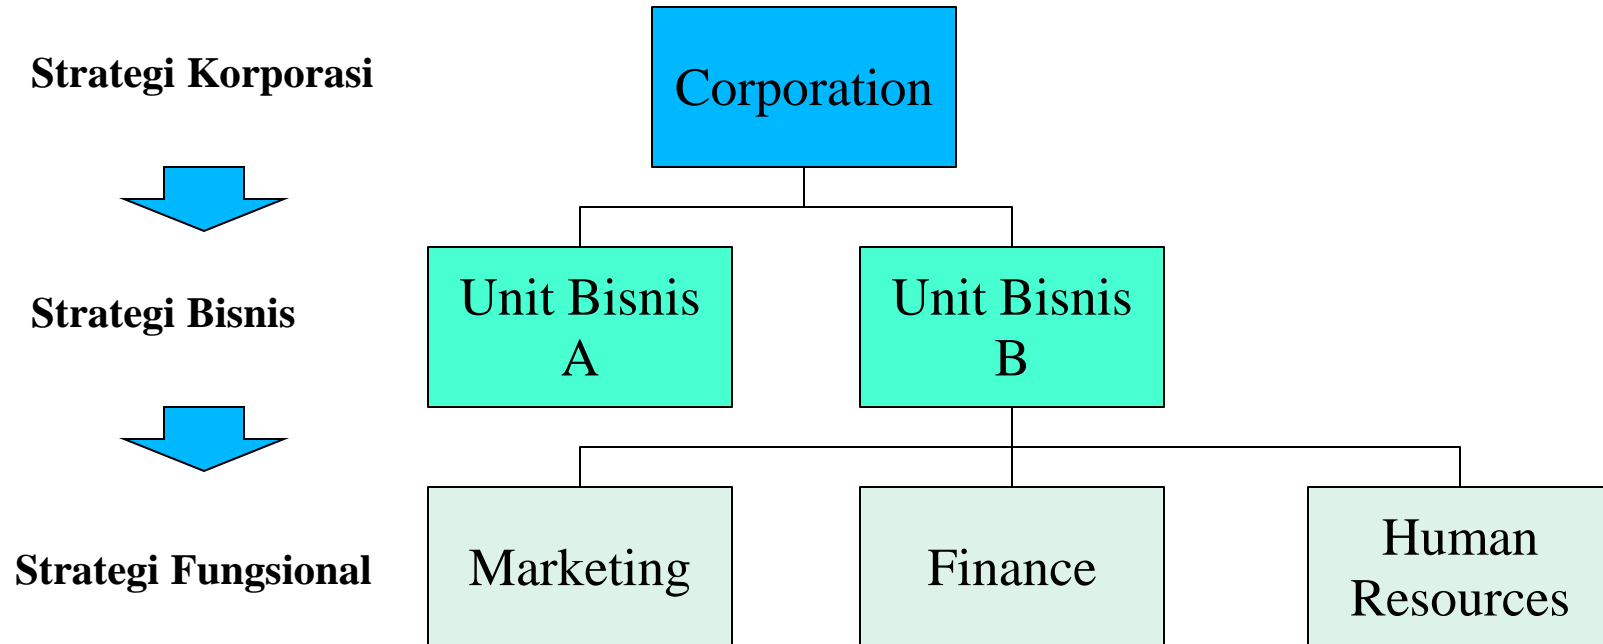 Strategi Korporasi
Corporation
Strategi Bisnis
Unit Bisnis
A
Unit Bisnis
B
Strategi Fungsional
Marketing
Finance
Human
Resources